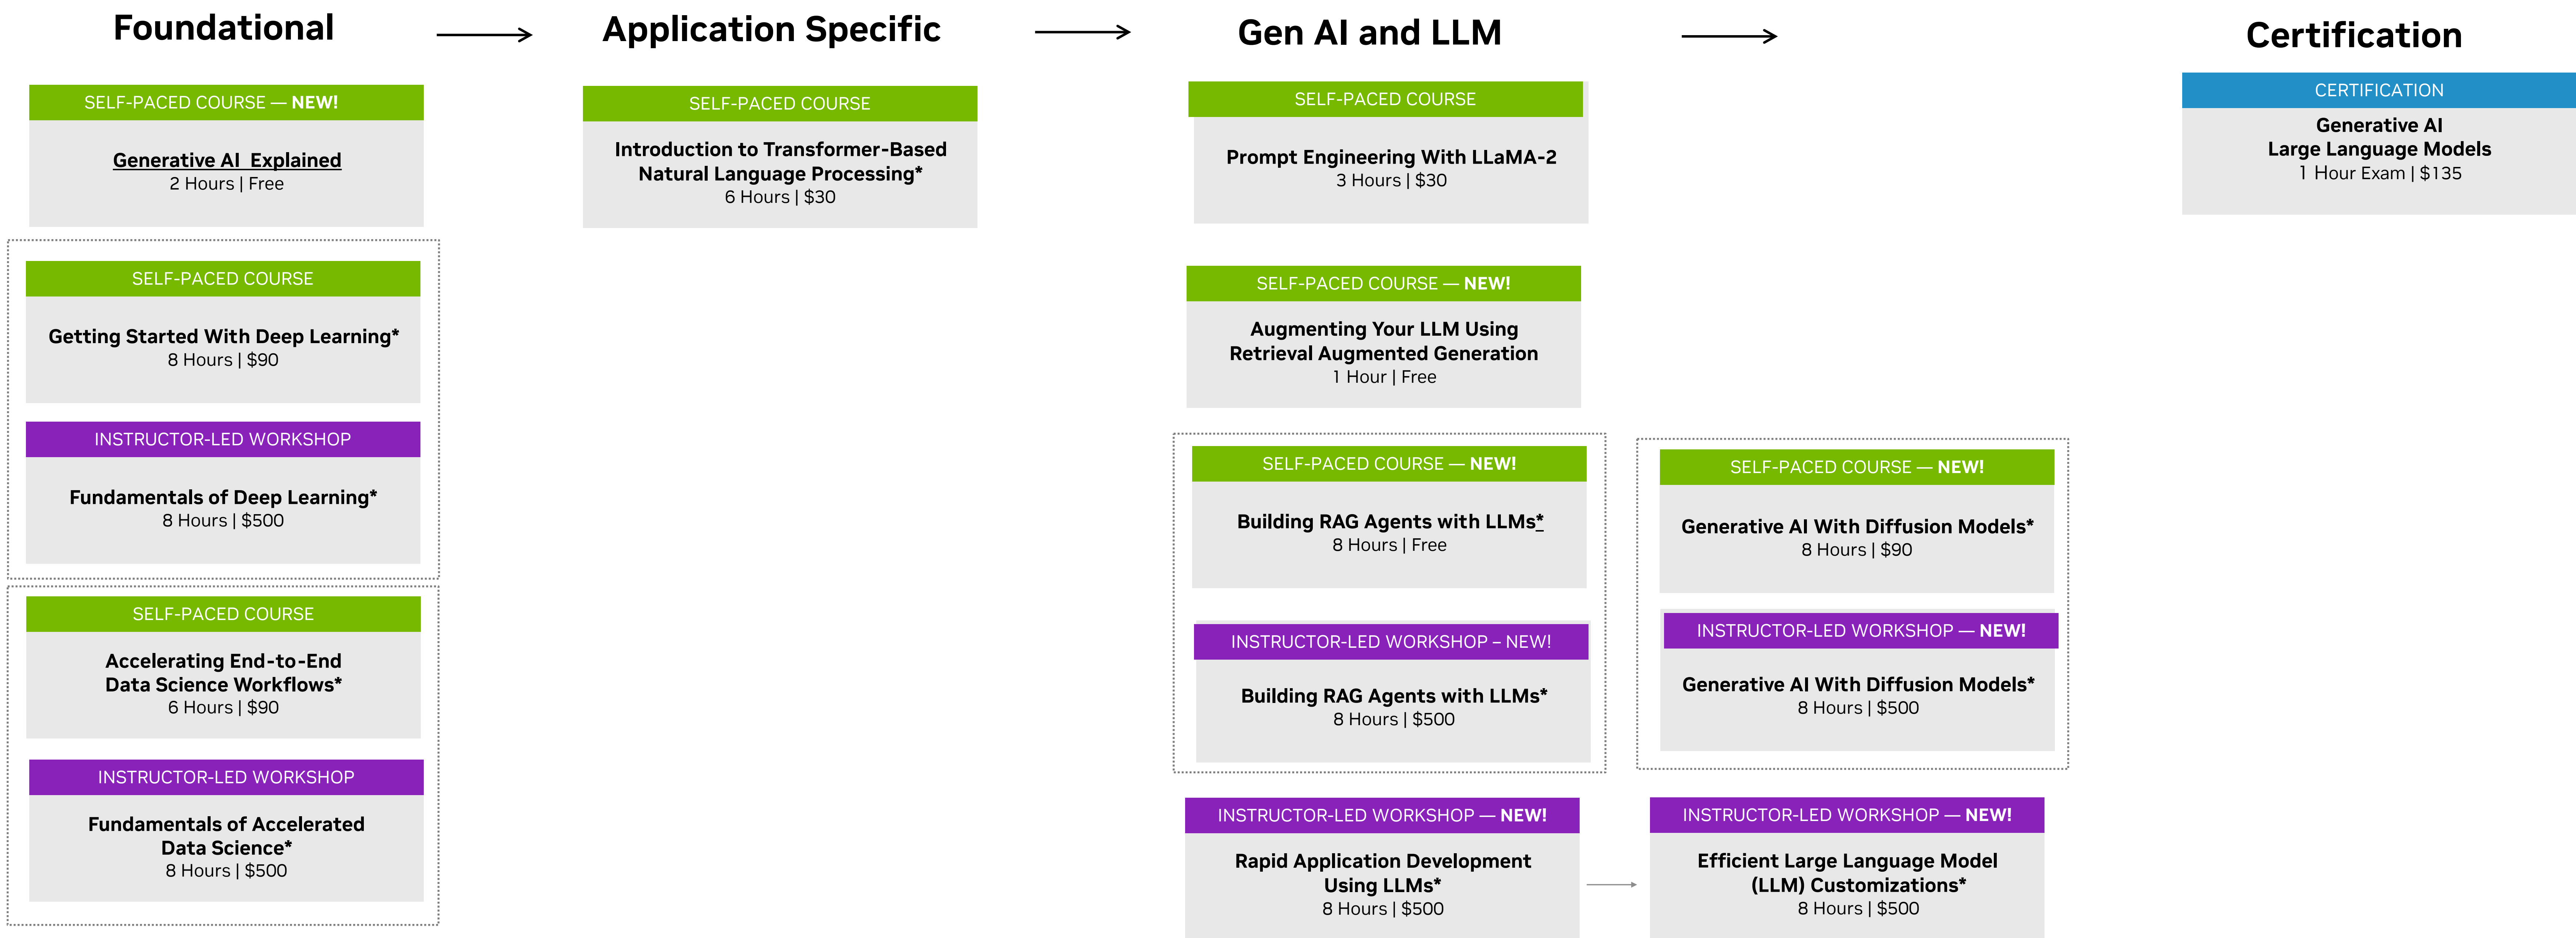 Foundational
SELF-PACED COURSE — NEW!
Generative AI  Explained
2 Hours | Free
SELF-PACED COURSE
Getting Started With Deep Learning*
8 Hours | $90
INSTRUCTOR-LED WORKSHOP
Fundamentals of Deep Learning*
8 Hours | $500
SELF-PACED COURSE
Accelerating End-to-End
Data Science Workflows*
6 Hours | $90
INSTRUCTOR-LED WORKSHOP
Fundamentals of Accelerated
Data Science*
8 Hours | $500
Application Specific
SELF-PACED COURSE
Introduction to Transformer-Based
Natural Language Processing*
6 Hours | $30
Gen AI and LLM
SELF-PACED COURSE
Prompt Engineering With LLaMA-2
3 Hours | $30
SELF-PACED COURSE — NEW!
Augmenting Your LLM Using
Retrieval Augmented Generation
1 Hour | Free
SELF-PACED COURSE — NEW!
Building RAG Agents with LLMs*
8 Hours | Free
INSTRUCTOR-LED WORKSHOP – NEW!
Building RAG Agents with LLMs*
8 Hours | $500
SELF-PACED COURSE — NEW!
Generative AI With Diffusion Models*
8 Hours | $90
INSTRUCTOR-LED WORKSHOP — NEW!
Generative AI With Diffusion Models*
8 Hours | $500
INSTRUCTOR-LED WORKSHOP — NEW!
Rapid Application Development
Using LLMs*
8 Hours | $500
INSTRUCTOR-LED WORKSHOP — NEW!
Efficient Large Language Model
(LLM) Customizations*
8 Hours | $500
Certification
CERTIFICATION
Generative AI
Large Language Models
1 Hour Exam | $135